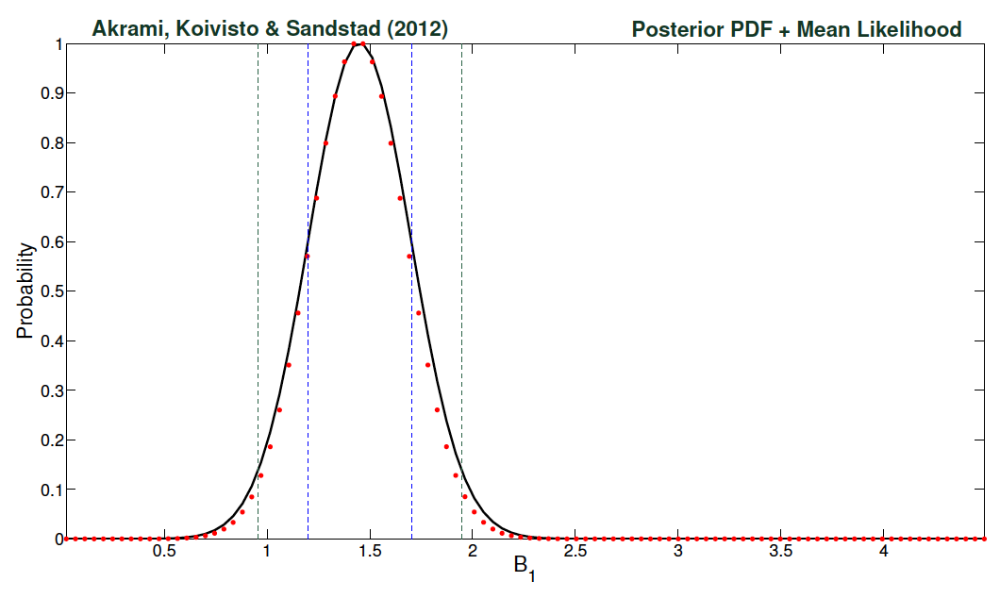 Akrami, Koivisto & Sandstad (2012) Posterior PDF + Mean Likelihood
1
0.9
0.8
0.7
0.6
0.5
0.4
0.3
0.2
0.1
0
Probability
0.5 1 1.5 2 2.5 3 3.5 4
B1